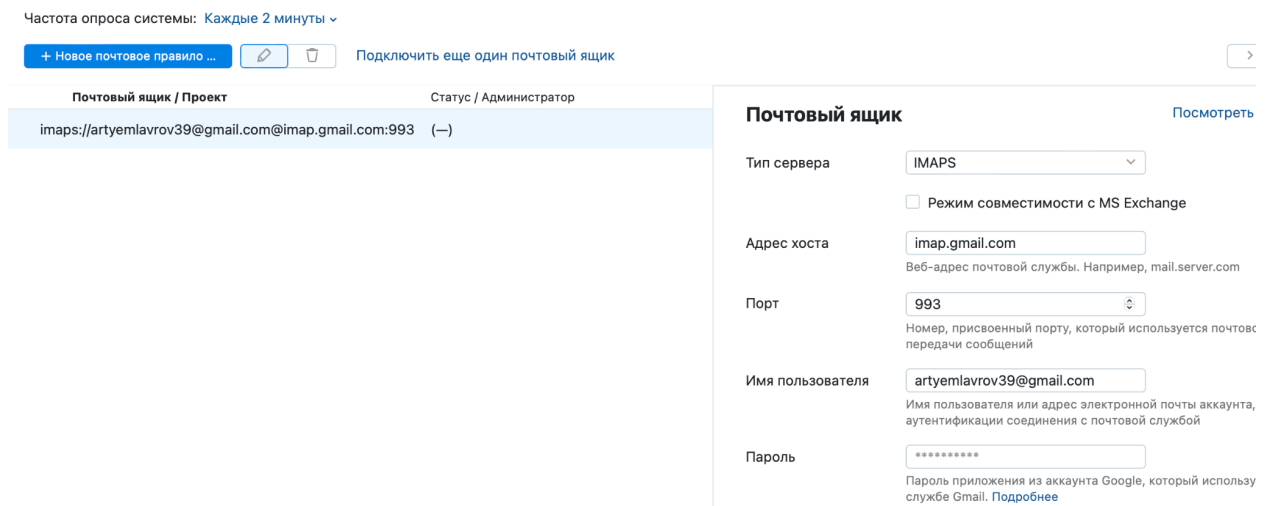 Частота опроса системы: Каждые 2 минуты
+ Новое почтовое правило ...
Подключить еще один почтовый ящик
Почтовый ящик / Проект
Статус / Администратор
imaps://artyemlavrov39@gmail.com@imap.gmail.com:993 (—)
Почтовый ящик
Посмотреть
Тип сервера
IMAPS
Режим совместимости с MS Exchange
Адрес хоста
imap.gmail.com
Веб-адрес почтовой службы. Например, mail.server.com
Порт
993
Номер, присвоенный порту, который используется
передачи сообщений
Имя пользователя
artyemlavrov39@gmail.com
Имя пользователя или адрес электронной почты аккаунта,
аутентификации соединения с почтовой службой
Пароль
**********
Пароль приложения из аккаунта Google, который
службе Gmail. Подробнее